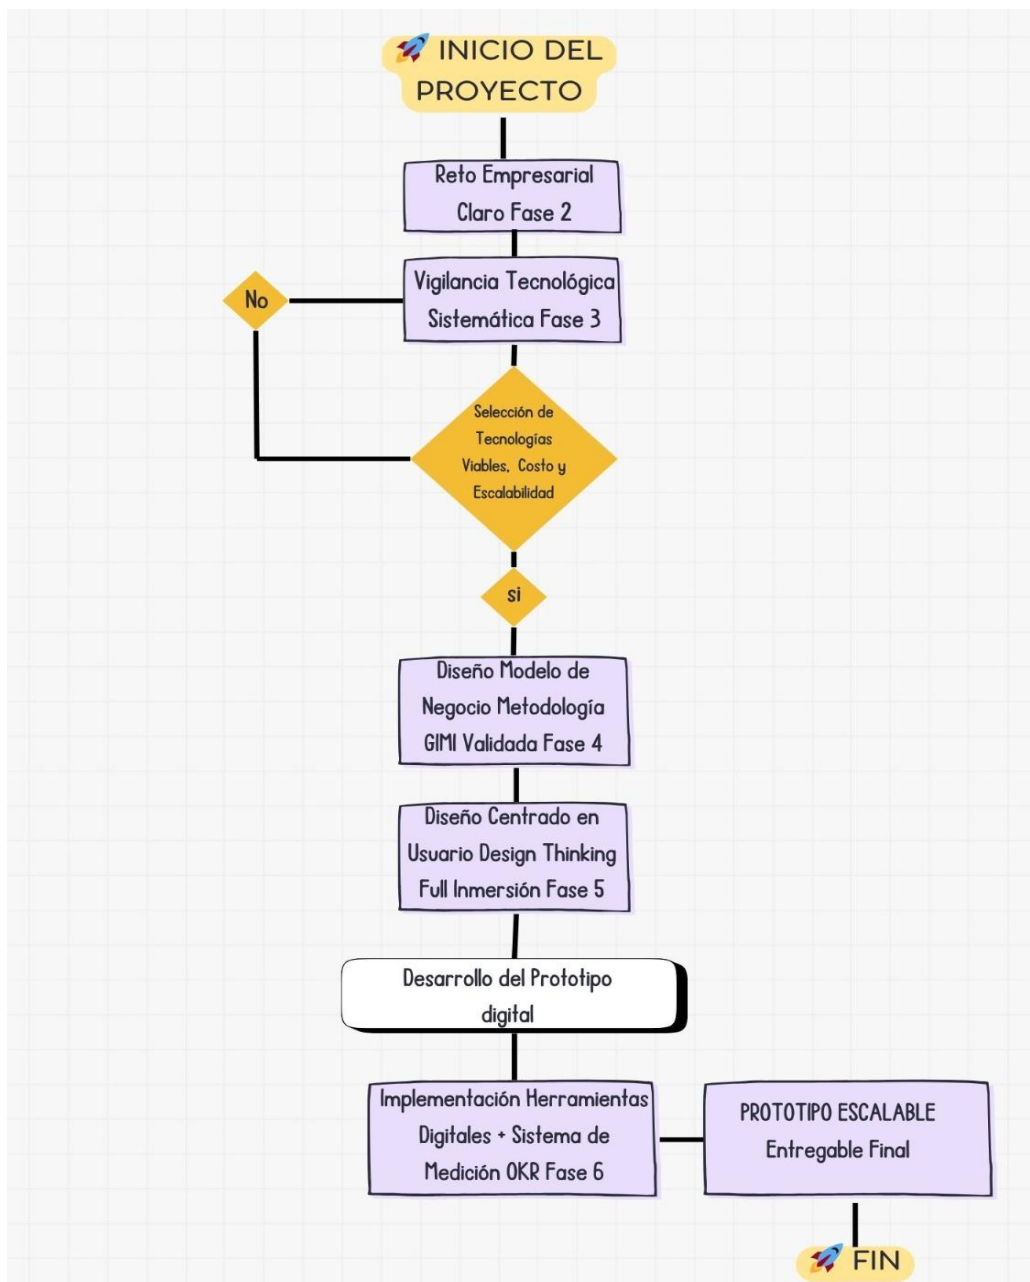 🚀 INICIO DEL
PROYECTO
Reto Empresarial
Claro Fase 2
Vigilancia Tecnológica
Sistemática Fase 3
No
Selección de
Tecnologías
Viables, Costo y
Escalabilidad
si
Diseño Modelo de
Negocio Metodología
GIMI Validada Fase 4
Diseño Centrado en
Usuario Design Thinking
Full Inmersión Fase 5
Desarrollo del Prototipo
digital
Implementación Herramientas
Digitales + Sistema de
Medición OKR Fase 6
PROTOTIPO ESCALABLE
Entregable Final
🚀 FIN